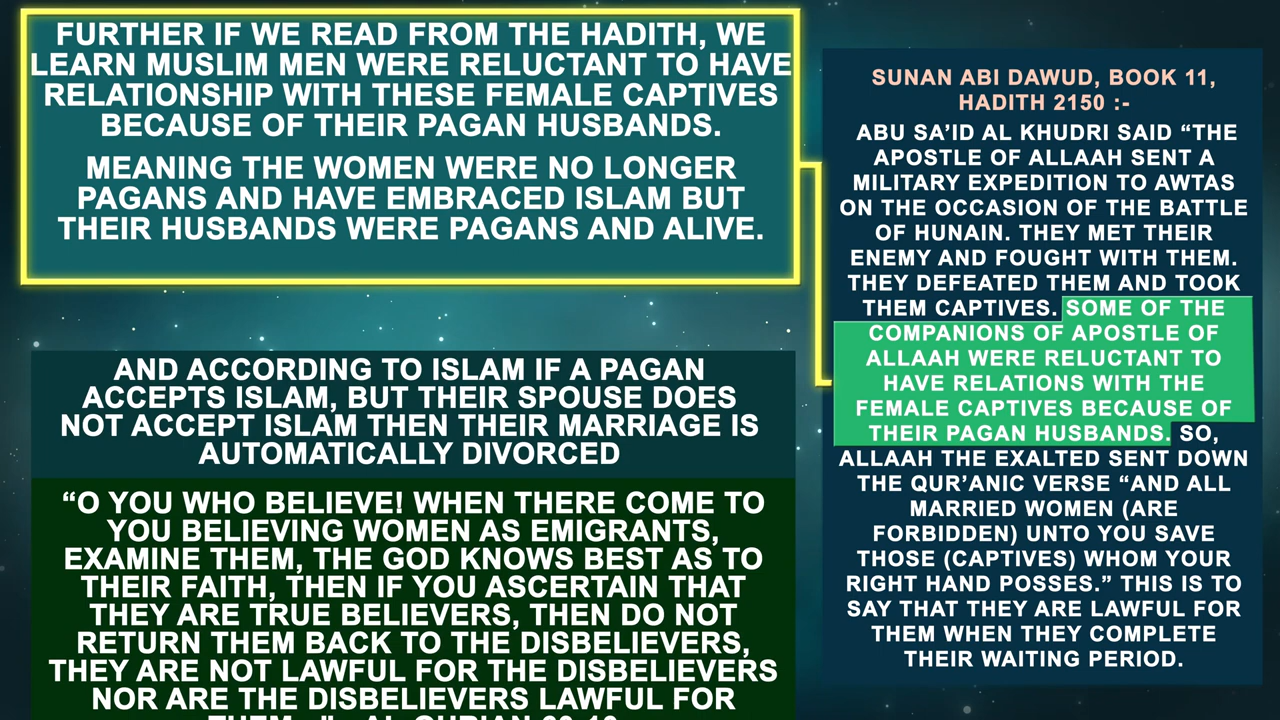 FURTHER IF WE READ FROM THE HADITH, WE
LEARN MUSLIM MEN WERE RELUCTANT TO HAVE
RELATIONSHIP WITH THESE FEMALE CAPTIVES
BECAUSE OF THEIR PAGAN HUSBANDS.
MEANING THE WOMEN WERE NO LONGER
PAGANS AND HAVE EMBRACED ISLAM BUT
THEIR HUSBANDS WERE PAGANS AND ALIVE.
AND ACCORDING TO ISLAM IF A PAGAN
ACCEPTS ISLAM, BUT THEIR SPOUSE DOES
NOT ACCEPT ISLAM THEN THEIR MARRIAGE IS
AUTOMATICALLY DIVORCED
“O YOU WHO BELIEVE! WHEN THERE COME TO
YOU BELIEVING WOMEN AS EMIGRANTS,
EXAMINE THEM, THE GOD KNOWS BEST AS TO
THEIR FAITH, THEN IF YOU ASCERTAIN THAT
THEY ARE TRUE BELIEVERS, THEN DO NOT
RETURN THEM BACK TO THE DISBELIEVERS,
THEY ARE NOT LAWFUL FOR THE DISBELIEVERS
NOR ARE THE DISBELIEVERS LAWFUL FOR
SUNAN ABI DAWUD, BOOK 11,
HADITH 2150 :-
ABU SA’ID AL KHUDRI SAID “THE
APOSTLE OF ALLAAH SENT A
MILITARY EXPEDITION TO AWTAS
ON THE OCCASION OF THE BATTLE
OF HUNAIN. THEY MET THEIR
ENEMY AND FOUGHT WITH THEM.
THEY DEFEATED THEM AND TOOK
THEM CAPTIVES. SOME OF THE
COMPANIONS OF APOSTLE OF
ALLAAH WERE RELUCTANT TO
HAVE RELATIONS WITH THE
FEMALE CAPTIVES BECAUSE OF
THEIR PAGAN HUSBANDS. SO,
ALLAAH THE EXALTED SENT DOWN
THE QUR’ANIC VERSE “AND ALL
MARRIED WOMEN (ARE
FORBIDDEN) UNTO YOU SAVE
THOSE (CAPTIVES) WHOM YOUR
RIGHT HAND POSSES.” THIS IS TO
SAY THAT THEY ARE LAWFUL FOR
THEM WHEN THEY COMPLETE
THEIR WAITING PERIOD.